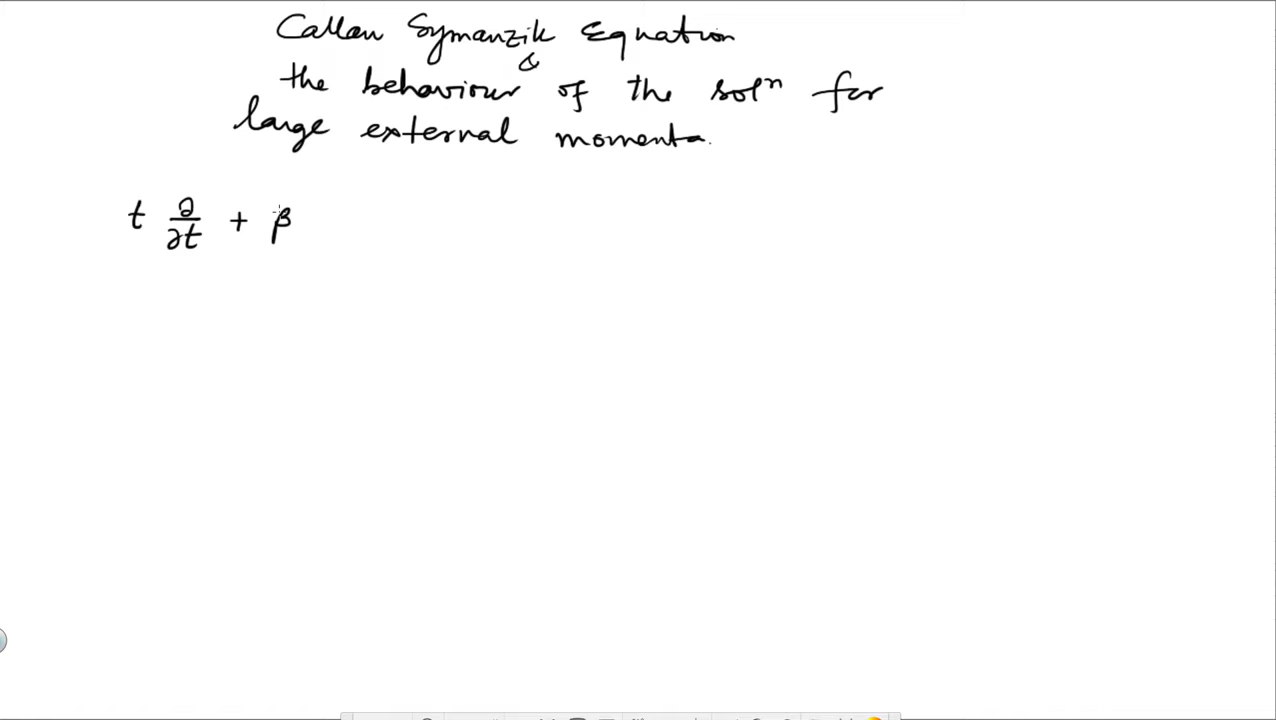 Callan Symanzik Equation
&
the behaviour of the solⁿ for
large external momenta.
t ∂/∂t + β